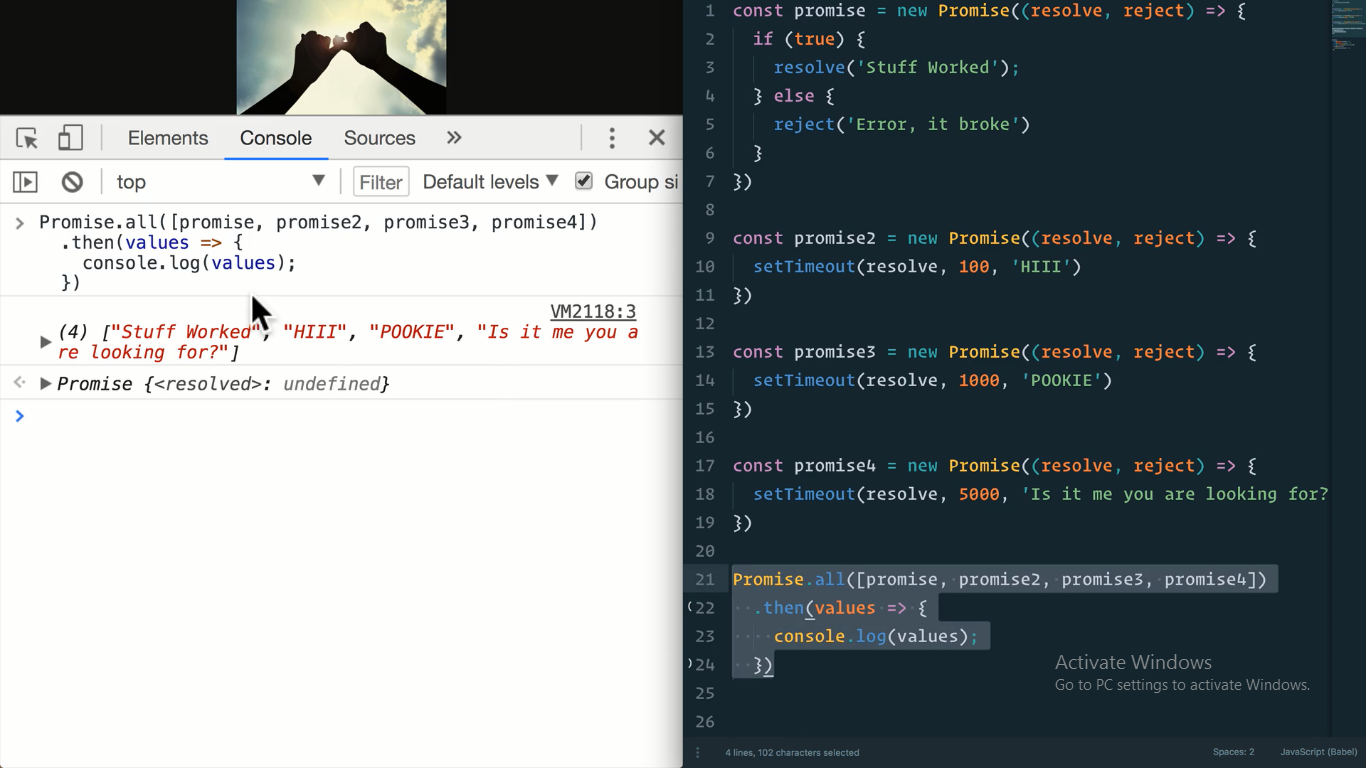 Elements Console Sources »
top ▼ Filter Default levels ▼ Group si
> Promise.all([promise, promise2, promise3, promise4])
.then(values => {
console.log(values);
})
VM2118:3
(4) ["Stuff Worked", "HIII", "POOKIE", "Is it me you a
re looking for?"]
Promise {<resolved>: undefined}
>
1 const promise = new Promise((resolve, reject) => {
2 if (true) {
3 resolve('Stuff Worked');
4 } else {
5 reject('Error, it broke')
6 }
7 })
8
9 const promise2 = new Promise((resolve, reject) => {
10 setTimeout(resolve, 100, 'HIII')
11 })
12
13 const promise3 = new Promise((resolve, reject) => {
14 setTimeout(resolve, 1000, 'POOKIE')
15 })
16
17 const promise4 = new Promise((resolve, reject) => {
18 setTimeout(resolve, 5000, 'Is it me you are looking for?
19 })
20
21 Promise.all([promise, promise2, promise3, promise4])
22 .then(values => {
23 console.log(values);
24 })
25
26
Activate Windows
Go to PC settings to activate Windows.
4 lines, 102 characters selected Spaces: 2 JavaScript (Babel)